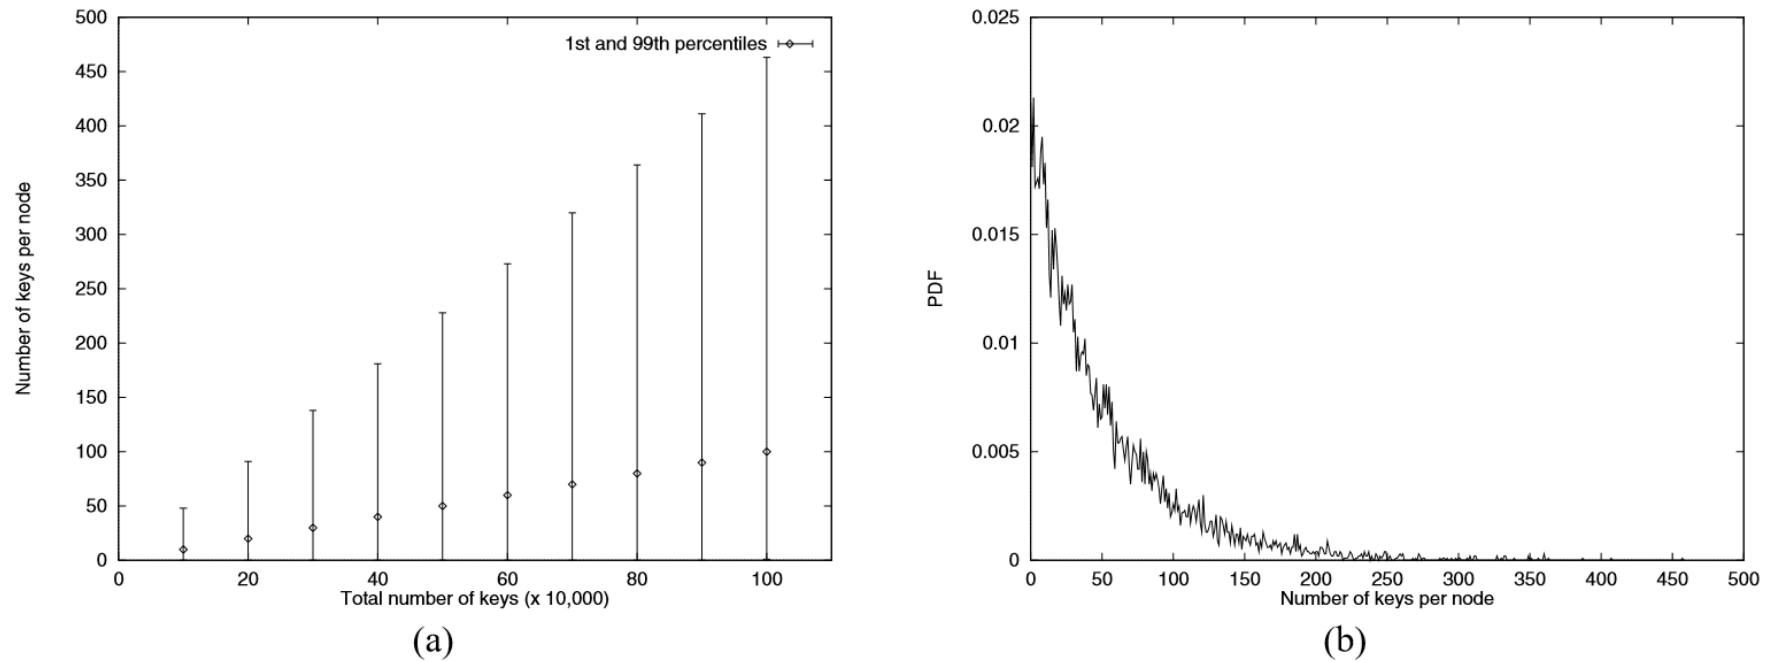 500
450
400
350
300
250
200
150
100
50
0
Number of keys per node
1st and 99th percentiles
0 20 40 60 80 100
Total number of keys (x 10,000)
(a)
0.025
0.02
0.015
0.01
0.005
0
PDF
0 50 100 150 200 250 300 350 400 450 500
Number of keys per node
(b)